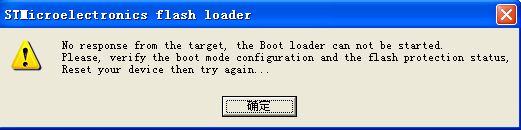 STMicroelectronics flash loader
No response from the target, the Boot loader can not be started.
Please, verify the boot mode configuration and the flash protection status,
Reset your device then try again...
确定